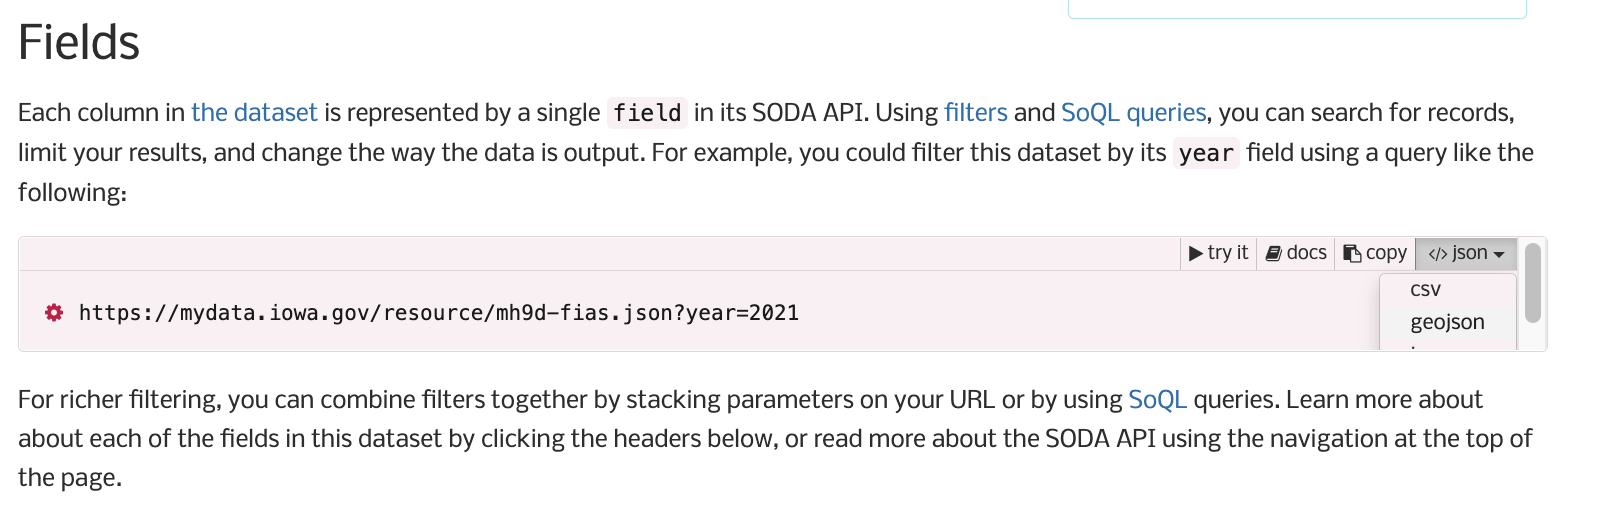 Fields
Each column in the dataset is represented by a single field in its SODA API. Using filters and SoQL queries, you can search for records,
limit your results, and change the way the data is output. For example, you could filter this dataset by its year field using a query like the
following:
try it docs copy </> json
csv
https://mydata.iowa.gov/resource/mh9d-fias.json?year=2021
geojson
For richer filtering, you can combine filters together by stacking parameters on your URL or by using SoQL queries. Learn more about
about each of the fields in this dataset by clicking the headers below, or read more about the SODA API using the navigation at the top of
the page.